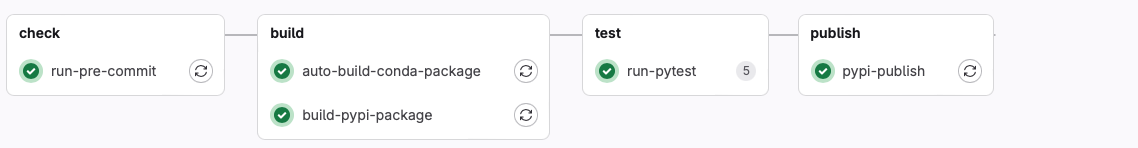 check
run-pre-commit
build
auto-build-conda-package
build-pypi-package
test
run-pytest 5
publish
pypi-publish